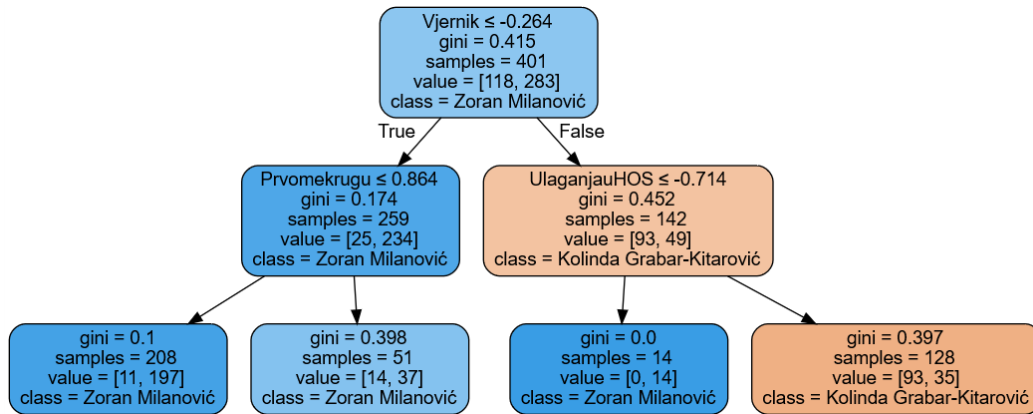 Vjernik ≤ -0.264
gini = 0.415
samples = 401
value = [118, 283]
class = Zoran Milanović
True
False
Prvomekrugu ≤ 0.864
gini = 0.174
samples = 259
value = [25, 234]
class = Zoran Milanović
UlaganjauHOS ≤ -0.714
gini = 0.452
samples = 142
value = [93, 49]
class = Kolinda Grabar-Kitarović
gini = 0.1
samples = 208
value = [11, 197]
class = Zoran Milanović
gini = 0.398
samples = 51
value = [14, 37]
class = Zoran Milanović
gini = 0.0
samples = 14
value = [0, 14]
class = Zoran Milanović
gini = 0.397
samples = 128
value = [93, 35]
class = Kolinda Grabar-Kitarović